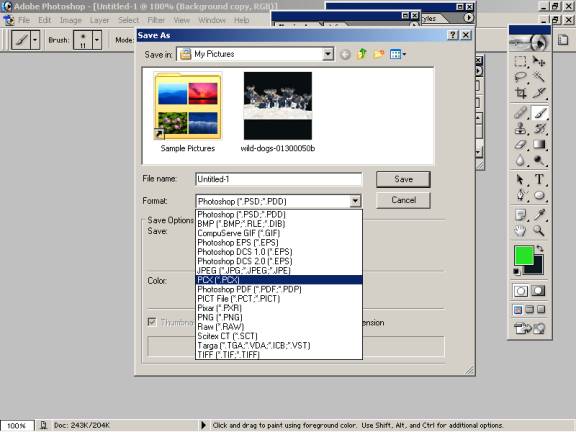 Adobe Photoshop - [Untitled-1 @ 100% (Background copy, RGB)]
File Edit Image Layer Select Filter View Window Help
Brush: 11 Mode:
Save As
Save in: My Pictures
Sample Pictures
wild-dogs-01300050b
File name: Untitled-1 Save
Format: Photoshop (*.PSD;*.PDD) Cancel
Photoshop (*.PSD;*.PDD)
Save Options
BMP (*.BMP;*.RLE;*.DIB)
Save:
CompuServe GIF (*.GIF)
Photoshop EPS (*.EPS)
Photoshop DCS 1.0 (*.EPS)
Photoshop DCS 2.0 (*.EPS)
JPEG (*.JPG;*.JPEG;*.JPE)
Color:
PCX (*.PCX)
Photoshop PDF (*.PDF;*.PDP)
PICT File (*.PCT;*.PICT)
Pixar (*.PXR)
PNG (*.PNG)
Raw (*.RAW)
Scitex CT (*.SCT)
Targa (*.TGA;*.VDA;*.ICB;*.VST)
TIFF (*.TIF;*.TIFF)
100% Doc: 243K/204K Click and drag to paint using foreground color. Use Shift, Alt, and Ctrl for additional options.